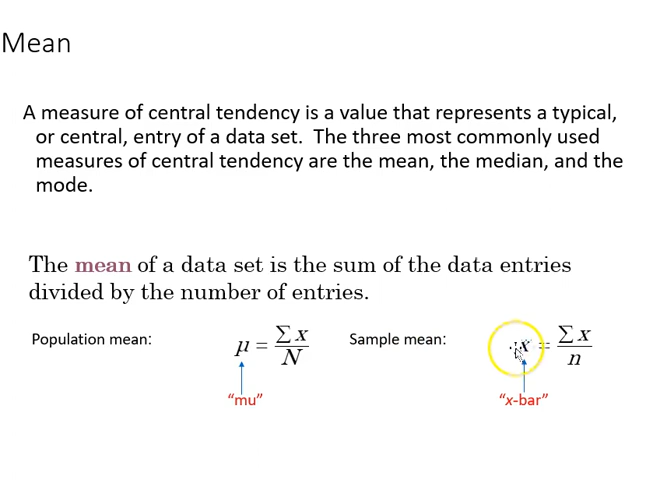 Mean
A measure of central tendency is a value that represents a typical,
or central, entry of a data set. The three most commonly used
measures of central tendency are the mean, the median, and the
mode.
The mean of a data set is the sum of the data entries
divided by the number of entries.
Population mean: μ = ∑x / N Sample mean: x = ∑x / n
“mu” “x-bar”